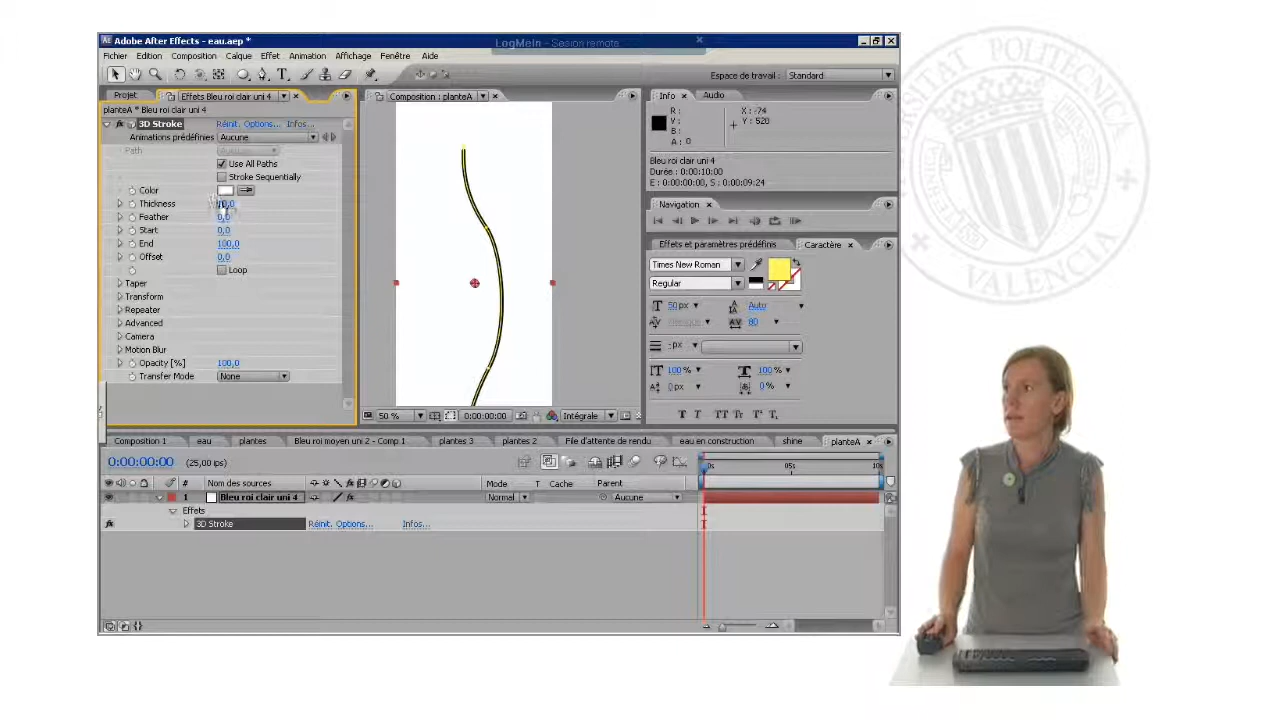 Adobe After Effects - eau.aep *
LogMeIn - Sesion remote
Fichier Edition Composition Calque Effet Animation Affichage Fenêtre Aide
Espace de travail : Standard
Projet Effets Bleu roi clair uni 4
planteA * Bleu roi clair uni 4
3D Stroke Réinit. Options... Infos...
Animations prédéfinies Aucune
Path
Use All Paths
Stroke Sequentially
Color
Thickness
Feather 0,0
Start 0,0
End 100,0
Offset 0,0
Loop
Taper
Transform
Repeater
Advanced
Camera
Motion Blur
Opacity [%] 100,0
Transfer Mode None
Composition : planteA
50 % 0:00:00:00 Intégrale
Info Audio
R :
V :
B :
A : 0
X : -74
Y : 520
Bleu roi clair uni 4
Durée : 0:00:10:00
E : 0:00:00:00, S : 0:00:09:24
Navigation
Effets et paramètres prédéfinis Caractère
Times New Roman
Regular
50 px Auto
80
- px
100 % 100 %
0 px 0 %
T T TT Tr T T
Composition 1 eau plantes Bleu roi moyen uni 2 - Comp 1 plantes 3 plantes 2 File d'attente de rendu eau en construction shine planteA
0:00:00:00 (25,00 ips)
0s 05s 10s
# Nom des sources Mode T Cache Parent
1 Bleu roi clair uni 4 Normal Aucune
Effets
3D Stroke Réinit. Options... Infos...
UNIVERSITAT POLITÈCNICA
VALÈNCIA